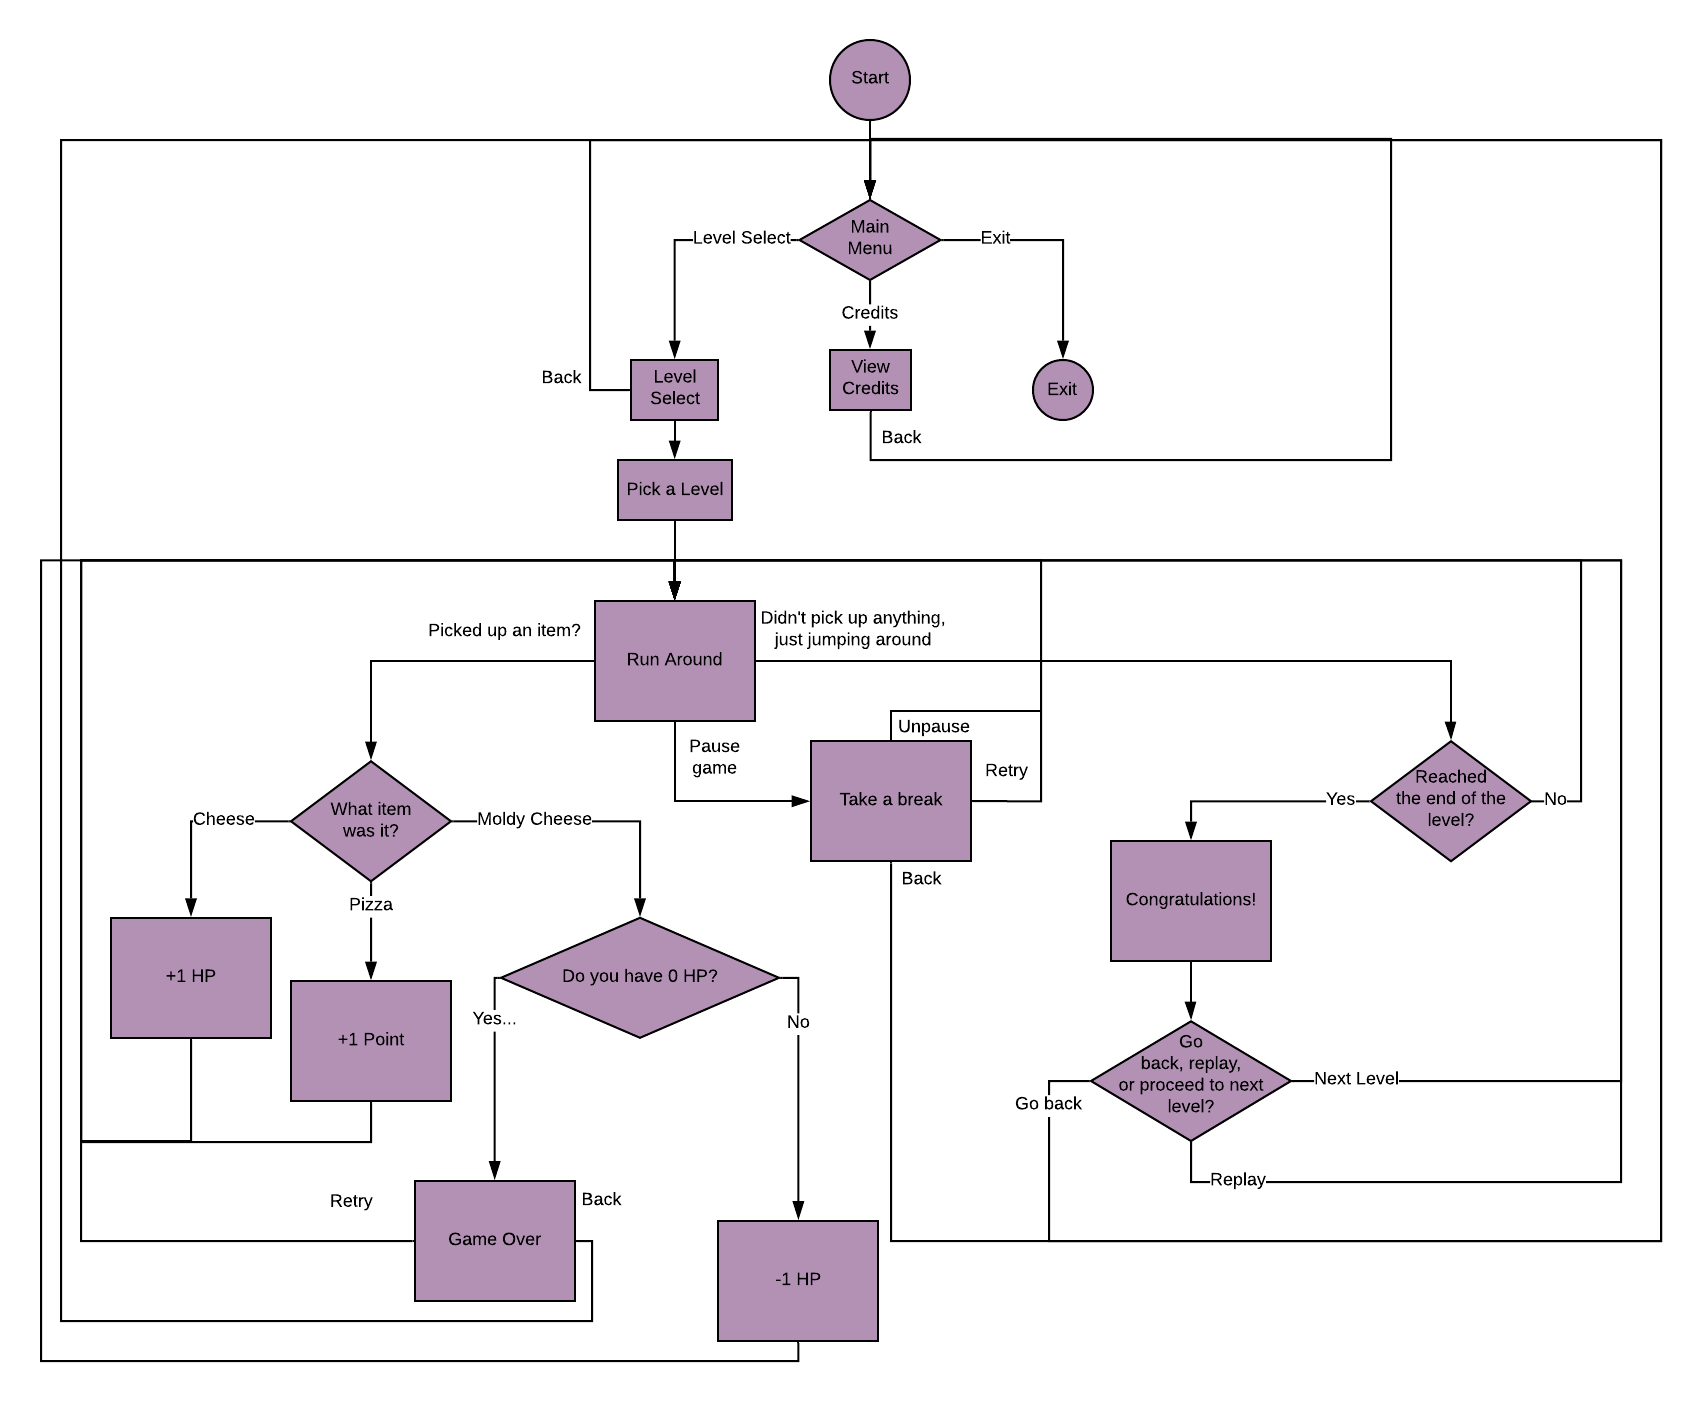 Start
Main
Menu
Level Select
Exit
Credits
View
Credits
Exit
Level
Select
Back
Back
Pick a Level
Picked up an item?
Didn't pick up anything,
just jumping around
Run Around
Pause
game
Unpause
Take a break
Retry
Back
Reached
the end of the
level?
Yes
No
What item
was it?
Cheese
Moldy Cheese
Pizza
Congratulations!
+1 HP
+1 Point
Do you have 0 HP?
Yes...
No
Go
back, replay,
or proceed to next
level?
Next Level
Go back
Replay
Retry
Back
Game Over
-1 HP